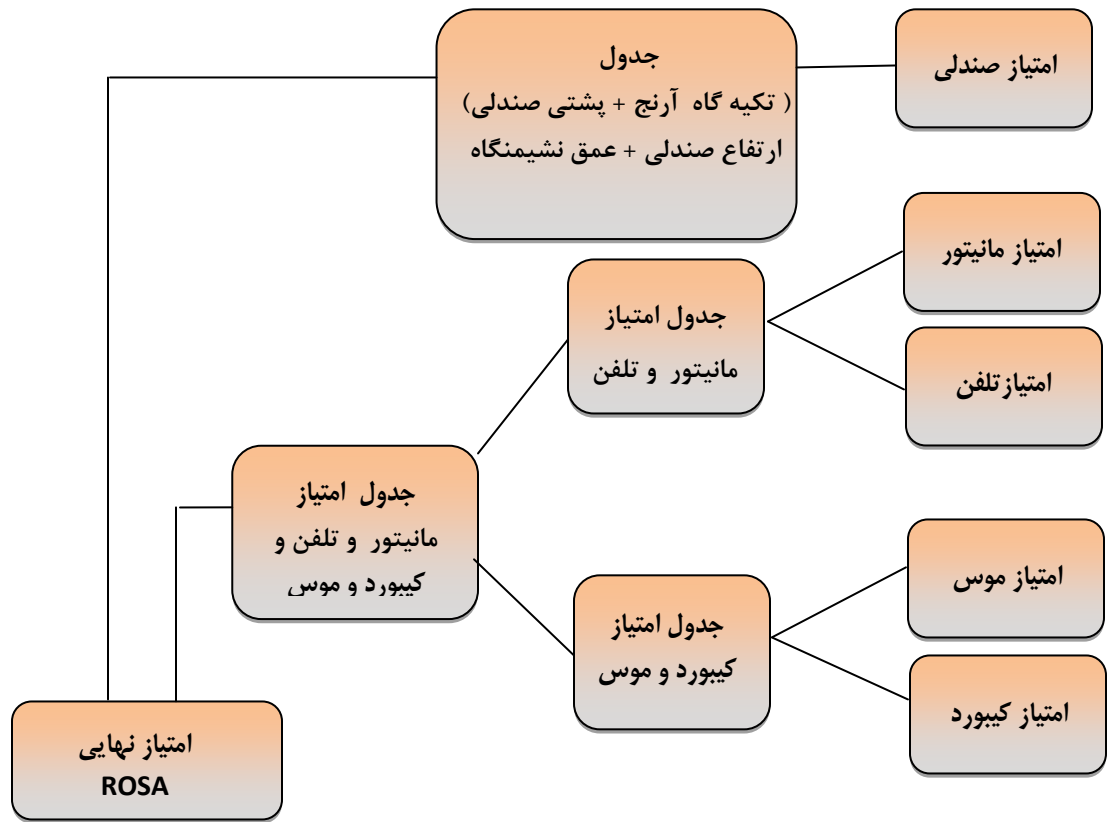 جدول
( تکیه گاه آرنج + پشتی صندلی)
ارتفاع صندلی + عمق نشیمنگاه
امتیاز صندلی
امتیاز مانیتور
جدول امتیاز
مانیتور و تلفن
امتیازتلفن
جدول امتیاز
مانیتور و تلفن و
کیبورد و موس
امتیاز موس
جدول امتیاز
کیبورد و موس
امتیاز کیبورد
امتیاز نهایی
ROSA